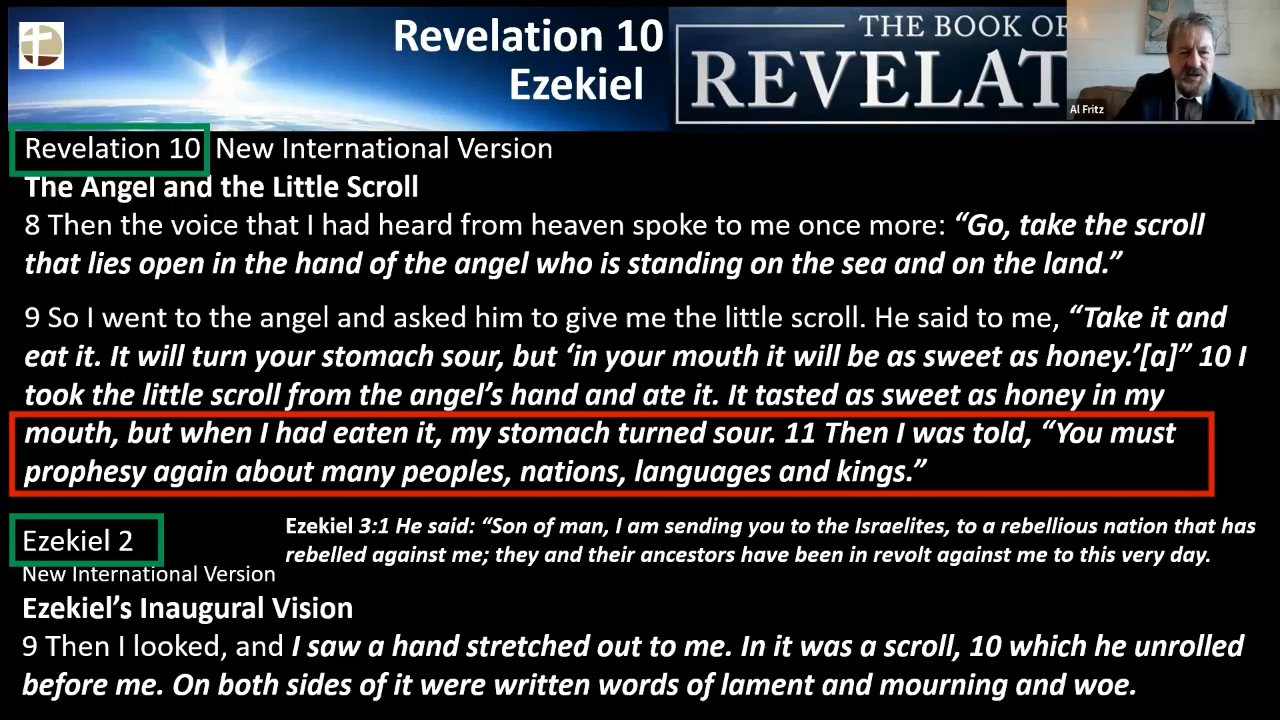 Revelation 10
Ezekiel
THE BOOK OF
REVELAT
Al Fritz
Revelation 10 New International Version
The Angel and the Little Scroll
8 Then the voice that I had heard from heaven spoke to me once more: “Go, take the scroll
that lies open in the hand of the angel who is standing on the sea and on the land.”
9 So I went to the angel and asked him to give me the little scroll. He said to me, “Take it and
eat it. It will turn your stomach sour, but ‘in your mouth it will be as sweet as honey.’[a]” 10 I
took the little scroll from the angel’s hand and ate it. It tasted as sweet as honey in my
mouth, but when I had eaten it, my stomach turned sour. 11 Then I was told, “You must
prophesy again about many peoples, nations, languages and kings.”
Ezekiel 2
Ezekiel 3:1 He said: “Son of man, I am sending you to the Israelites, to a rebellious nation that has
rebelled against me; they and their ancestors have been in revolt against me to this very day.
New International Version
Ezekiel’s Inaugural Vision
9 Then I looked, and I saw a hand stretched out to me. In it was a scroll, 10 which he unrolled
before me. On both sides of it were written words of lament and mourning and woe.